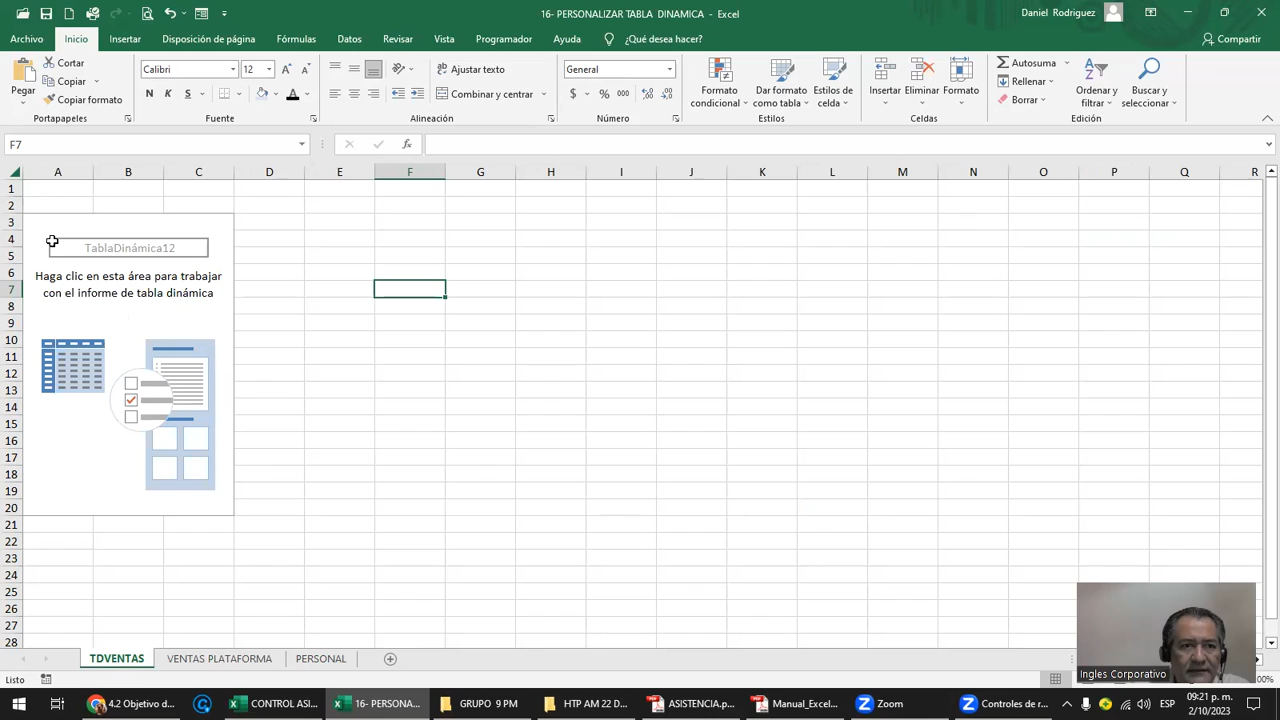 16- PERSONALIZAR TABLA DINAMICA - Excel
Daniel Rodriguez
Archivo Inicio Insertar Disposición de página Fórmulas Datos Revisar Vista Programador Ayuda ¿Qué desea hacer? Compartir
Pegar
Cortar
Copiar
Copiar formato
Portapapeles
Calibri 12
N K S
Fuente
Ajustar texto
Combinar y centrar
Alineación
General
$ % 000
Número
Formato condicional
Dar formato como tabla
Estilos de celda
Estilos
Insertar Eliminar Formato
Celdas
Autosuma
Rellenar
Borrar
Ordenar y filtrar
Buscar y seleccionar
Edición
F7
fx
A B C D E F G H I J K L M N O P Q R
1
2
3
4
5
6
7
8
9
10
11
12
13
14
15
16
17
18
19
20
21
22
23
24
25
26
27
28
TablaDinámica12
Haga clic en esta área para trabajar
con el informe de tabla dinámica
Ingles Corporativo
TDVENTAS VENTAS PLATAFORMA PERSONAL
Listo
4.2 Objetivo d... CONTROL ASI... 16- PERSONA... GRUPO 9 PM HTP AM 22 D... ASISTENCIA.p... Manual_Exce... Zoom Controles de r... ESP
09:21 p. m.
2/10/2023